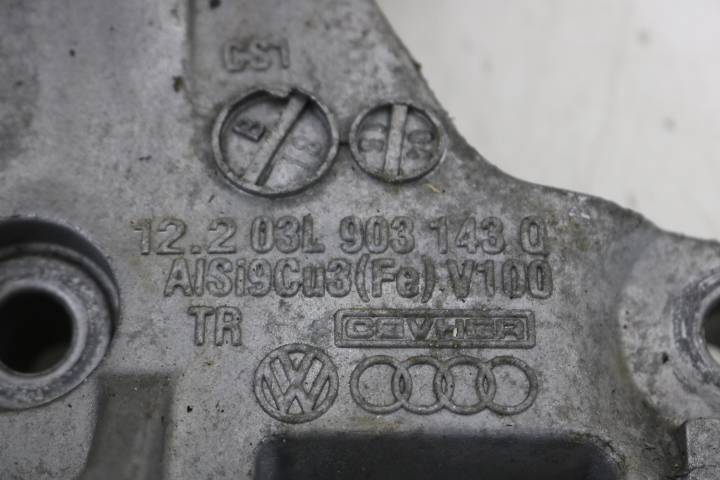 CS1
12.2 03L 903 143 Q
AlSi9Cu3(Fe) V100
TR CEVHER